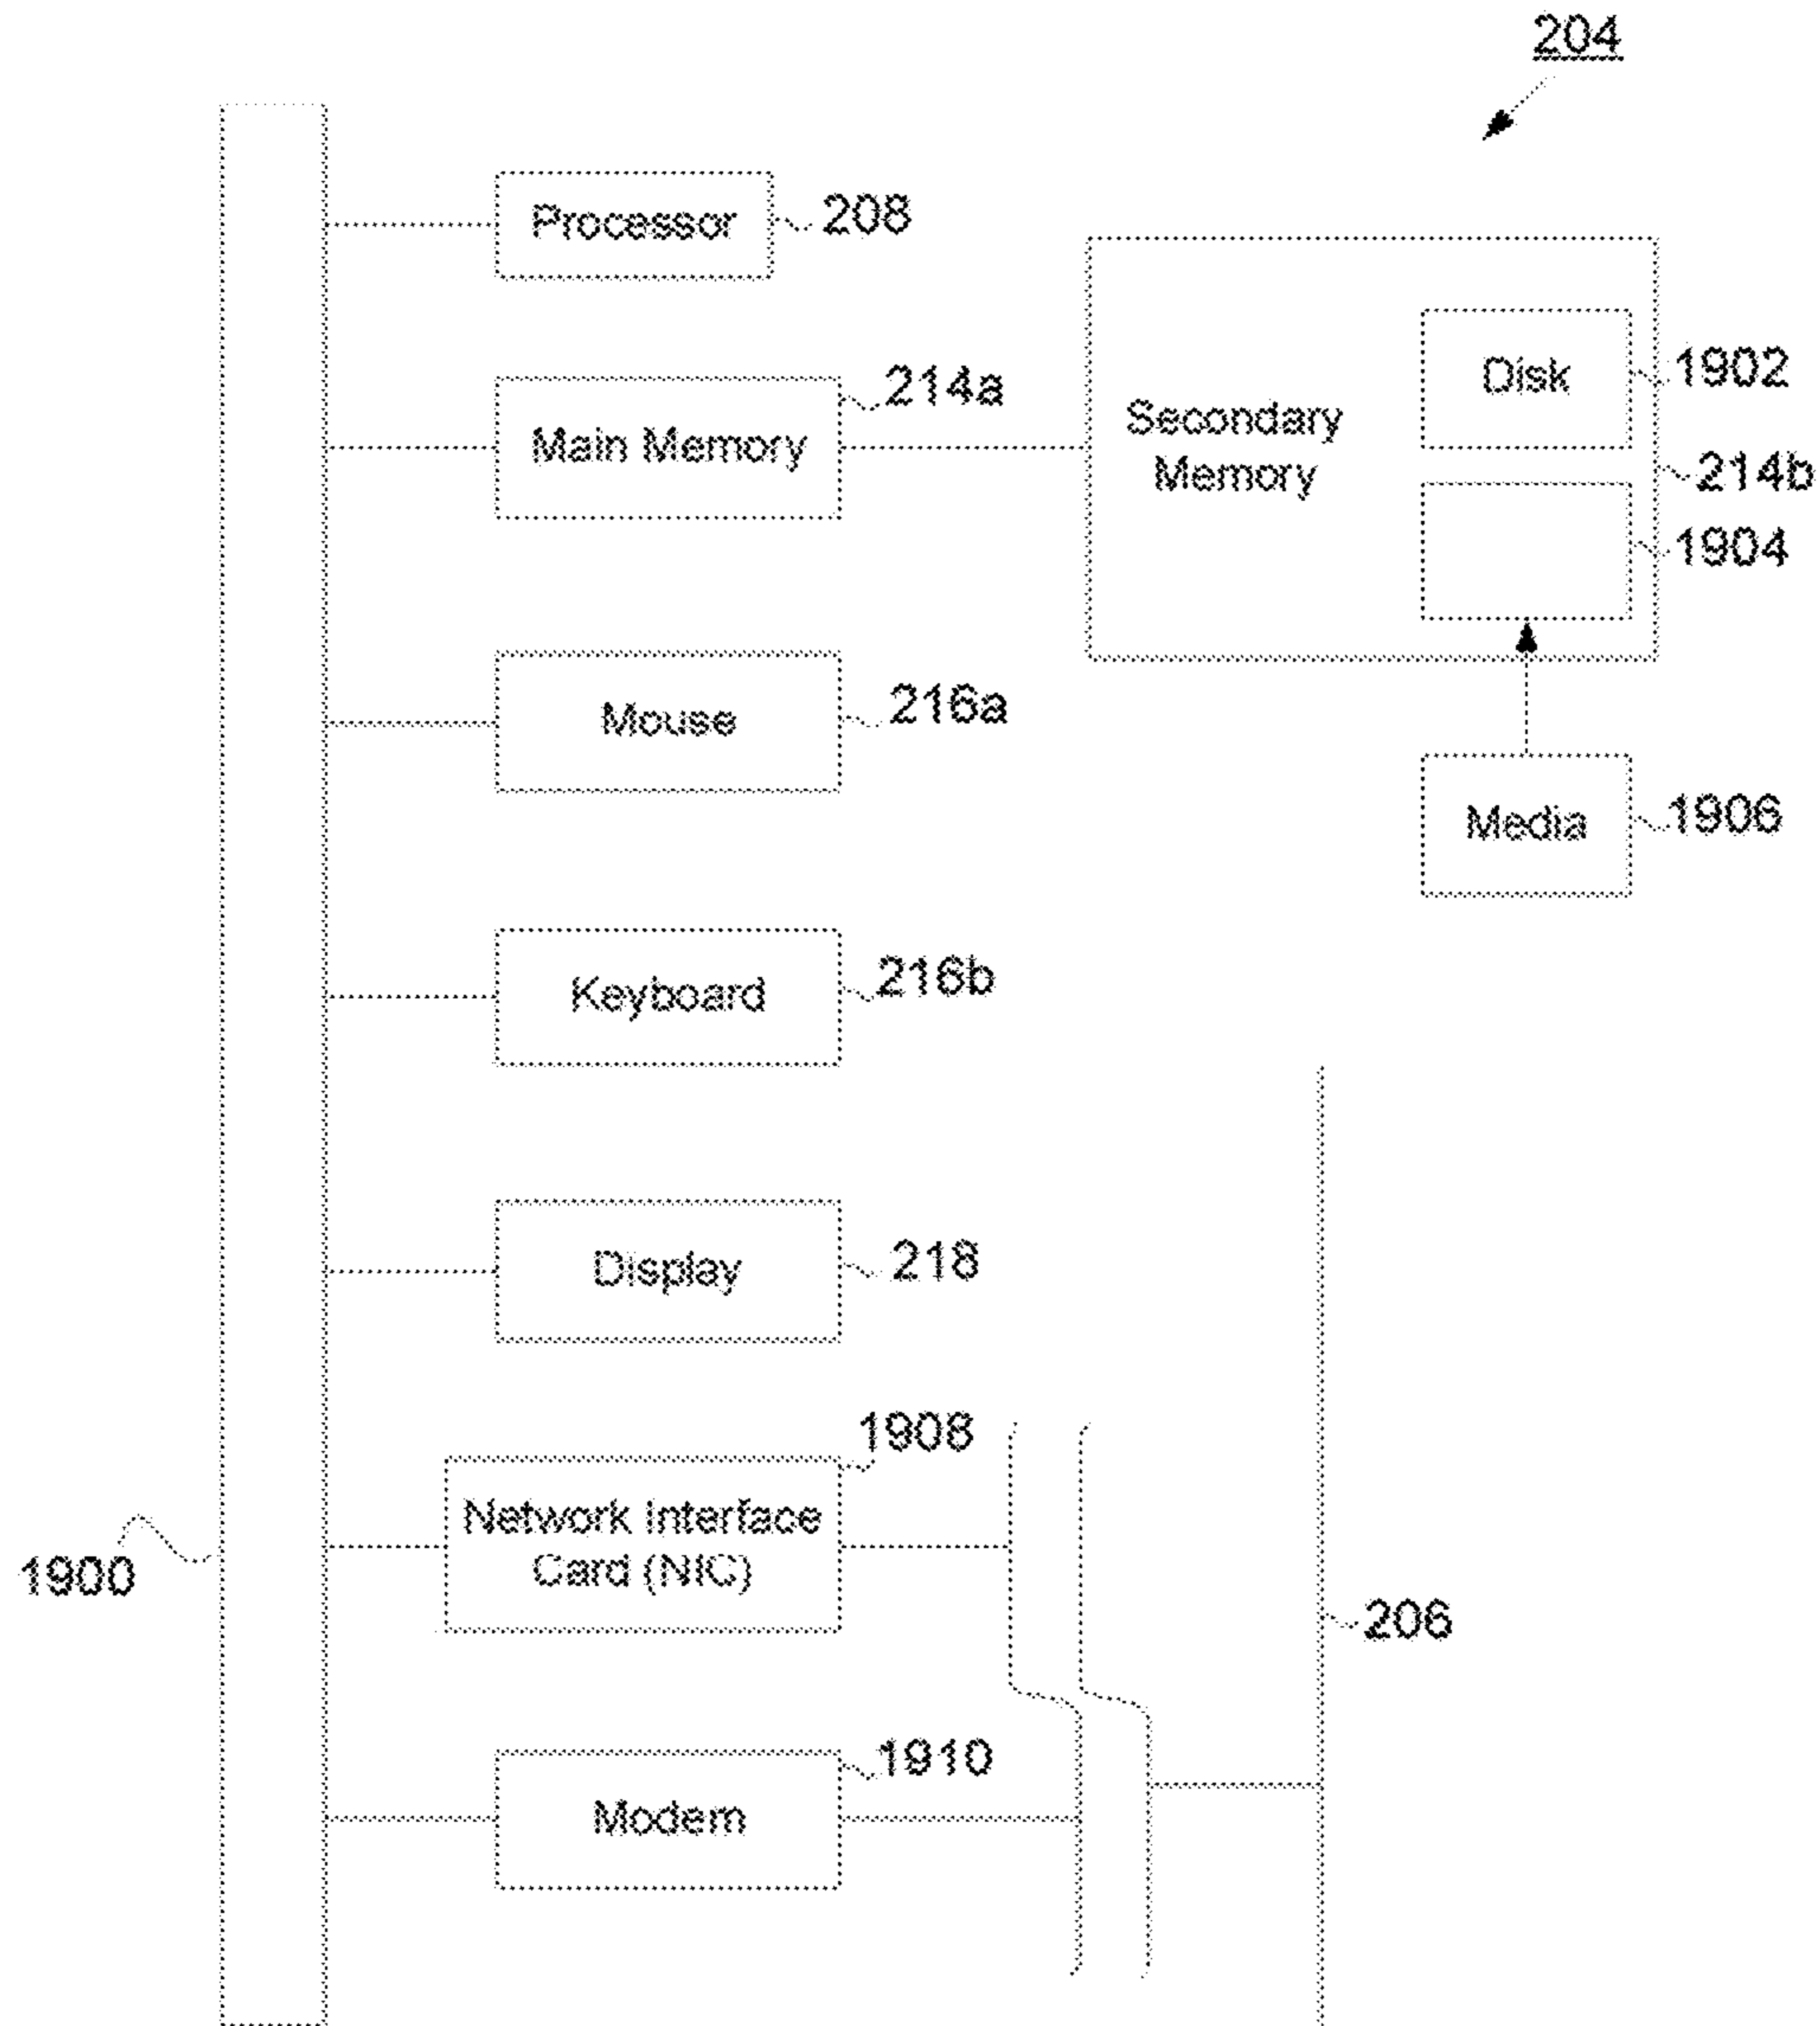 204
Processor
208
Disk
1902
214a
Main Memory
Secondary
Memory
214b
1904
Mouse
216a
Media
1906
Keyboard
216b
Display
218
1908
Network Interface
Card (NIC)
1900
206
1910
Modem